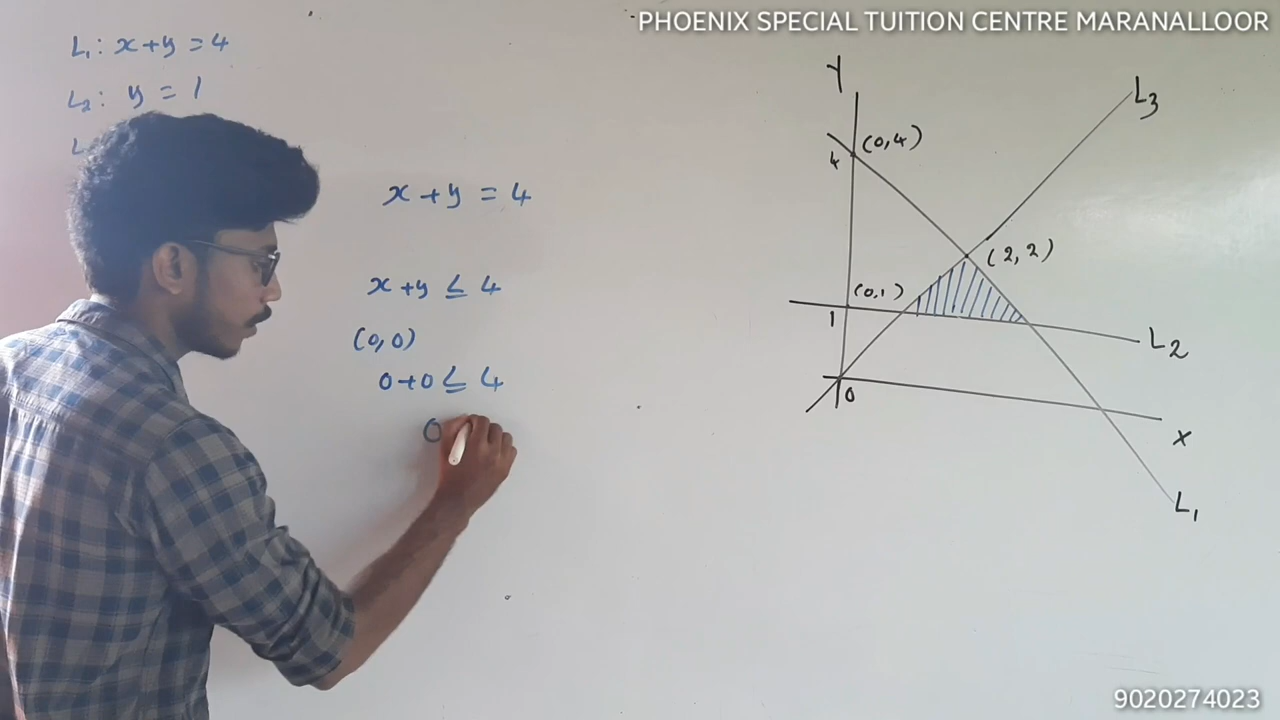 PHOENIX SPECIAL TUITION CENTRE MARANALLOOR
L₁: x + y = 4
L₂: y = 1
L
x + y = 4
x + y ≤ 4
(0,0)
0 + 0 ≤ 4
0
Y
L₃
4
(0,4)
(2,2)
(0,1)
1
L₂
0
X
L₁
9020274023